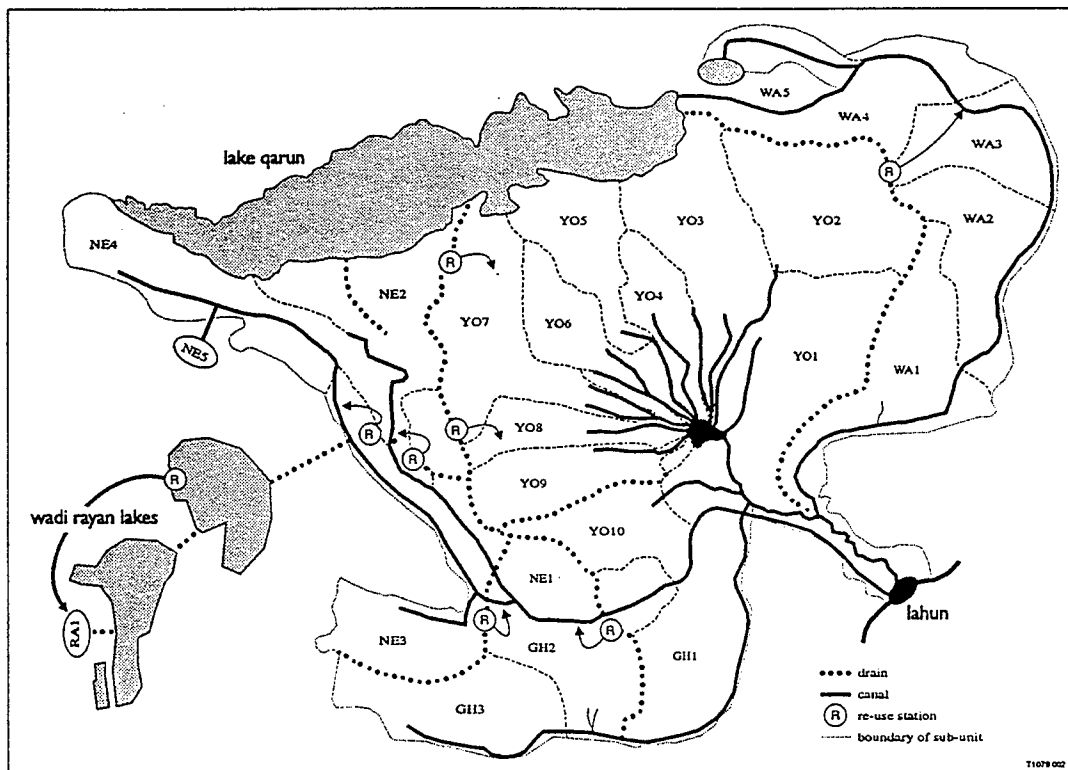 WA5
WA4
WA3
lake qarun
R
WA2
YO5
YO3
YO2
NE4
R
NE2
YO4
YO7
YO6
NE5
YO1
WA1
R
R
YO8
R
R
YO9
wadi rayan lakes
YO10
NE1
lahun
RA1
R
R
NE3
GH2
GH1
GH3
drain
canal
R re-use station
boundary of sub-unit
T1079 002